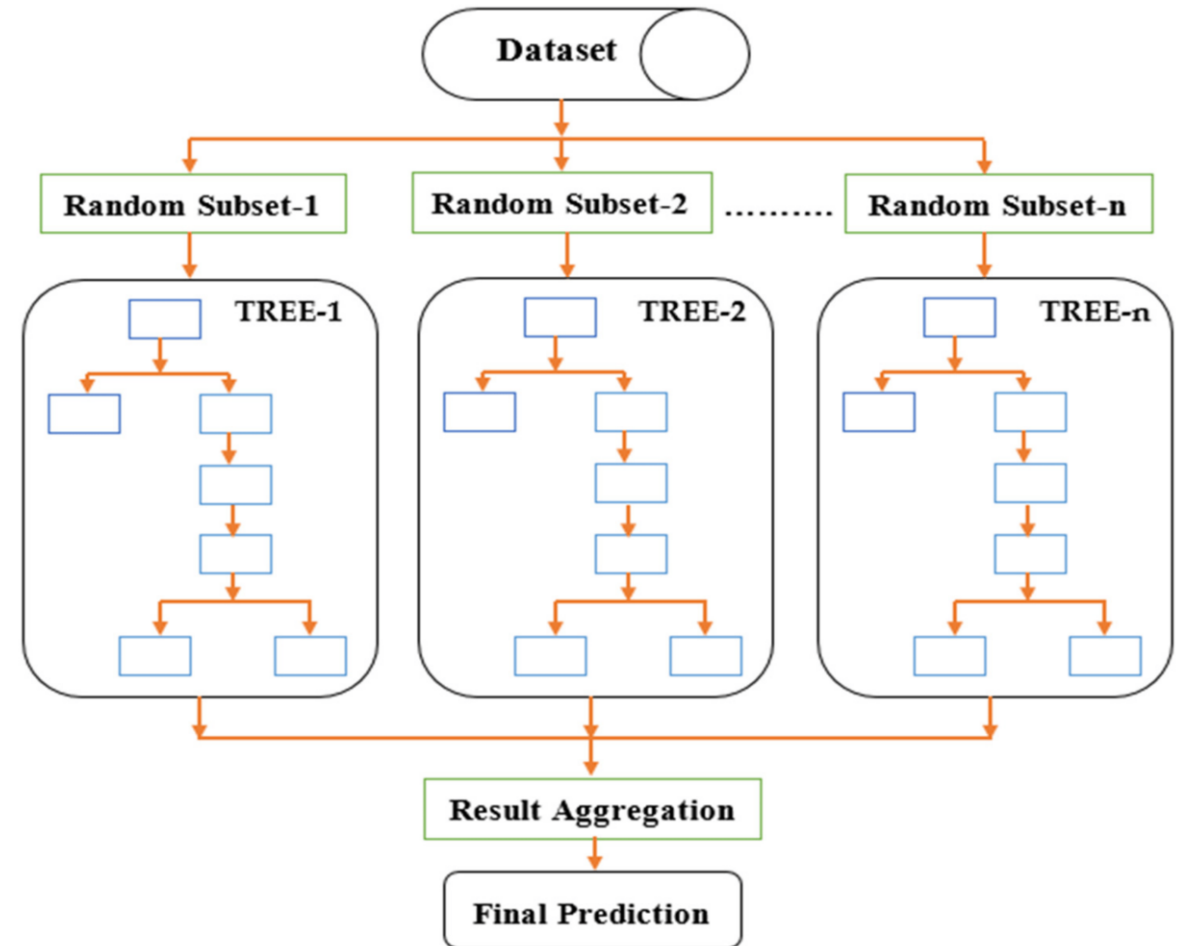 Dataset
Random Subset-1
Random Subset-2
..........
Random Subset-n
TREE-1
TREE-2
TREE-n
Result Aggregation
Final Prediction